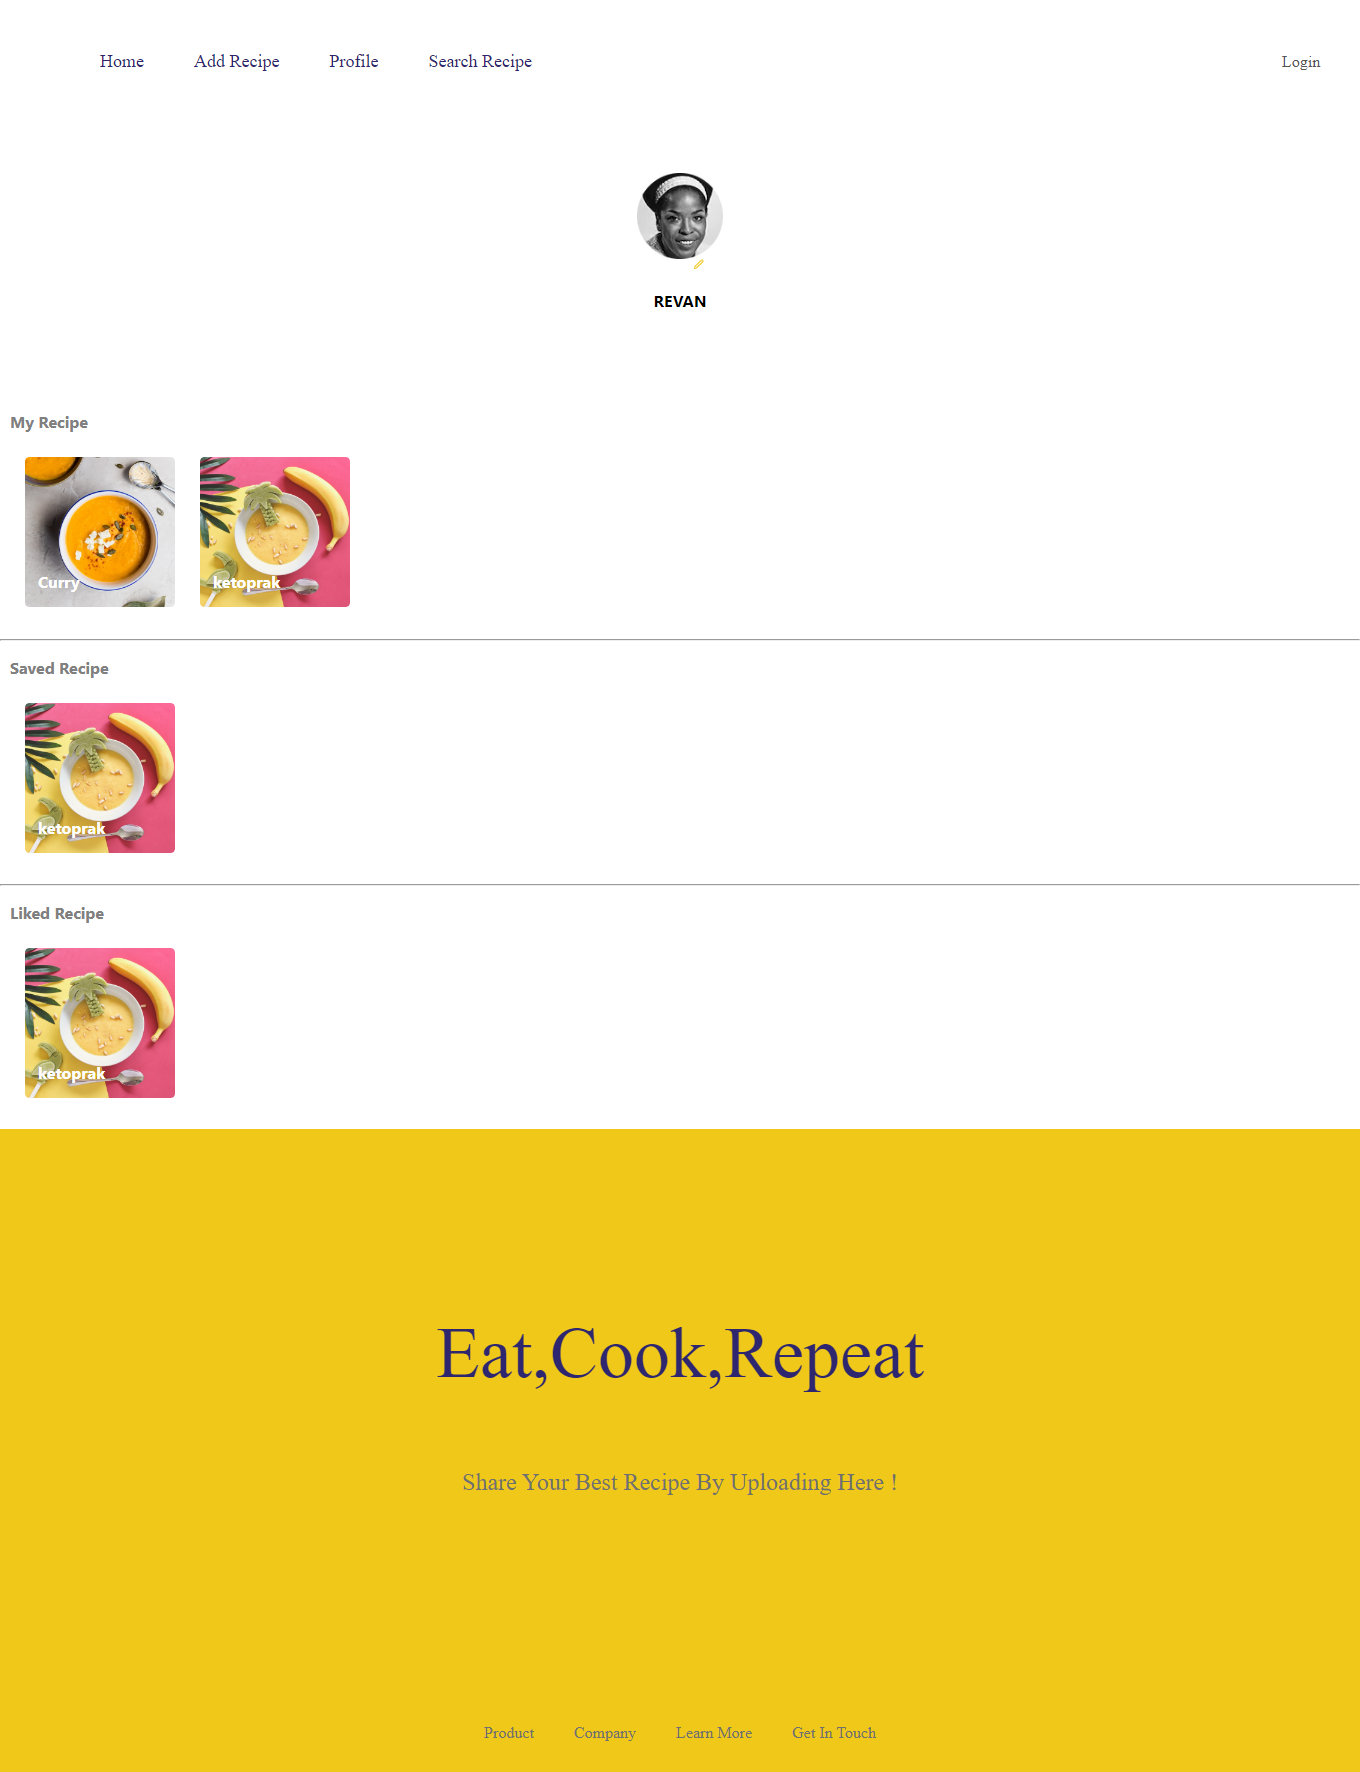 Home Add Recipe Profile Search Recipe Login
REVAN
My Recipe
Curry ketoprak
Saved Recipe
ketoprak
Liked Recipe
ketoprak
Eat,Cook,Repeat
Share Your Best Recipe By Uploading Here !
Product Company Learn More Get In Touch